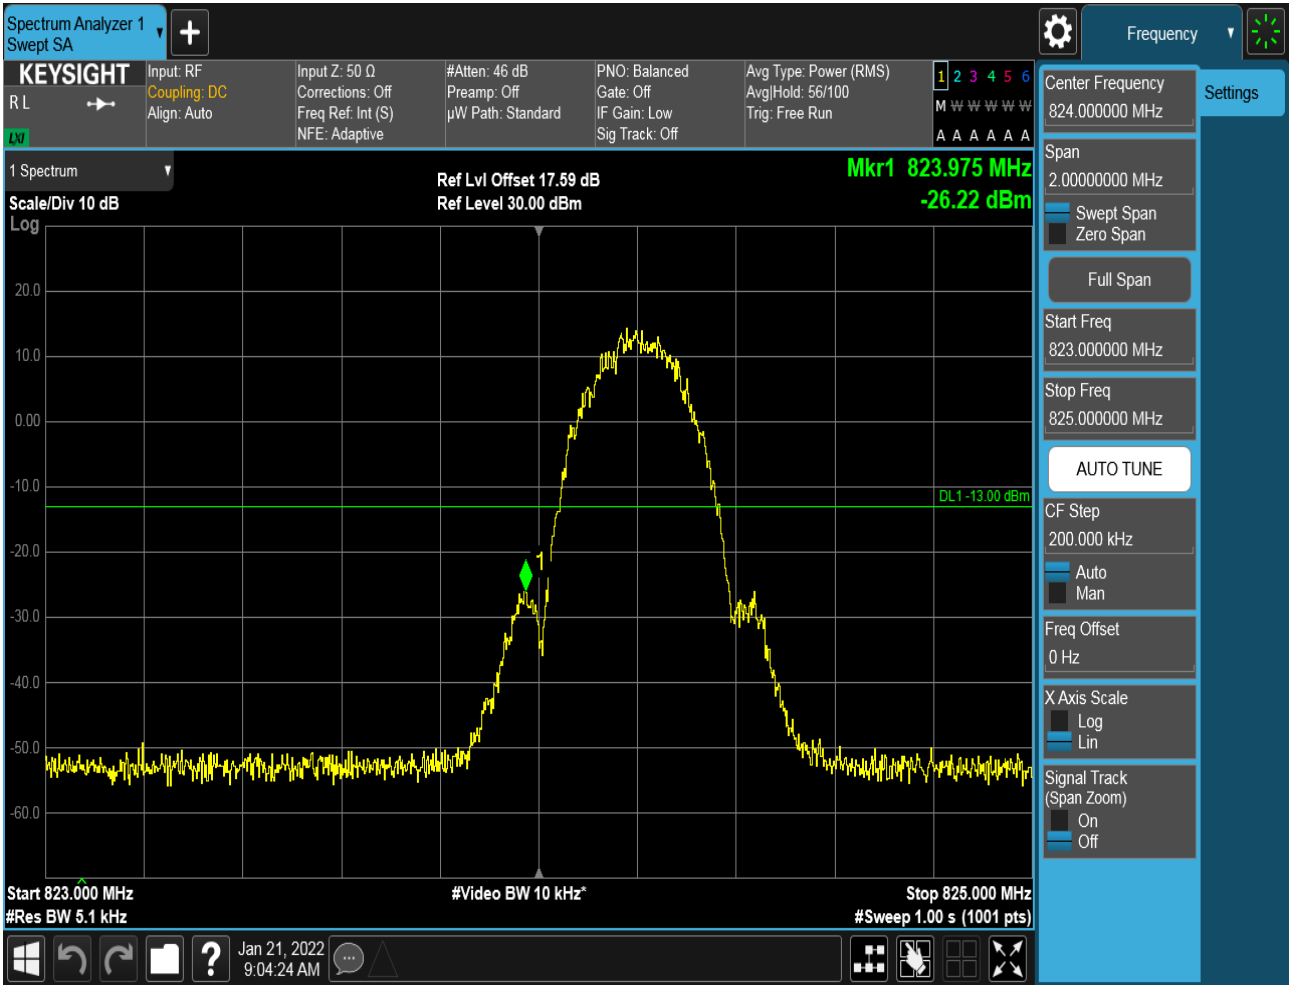 Spectrum Analyzer 1
Swept SA
Frequency
KEYSIGHT
R L
LXI
Input: RF
Coupling: DC
Align: Auto
Input Z: 50 Ω
Corrections: Off
Freq Ref: Int (S)
NFE: Adaptive
#Atten: 46 dB
Preamp: Off
µW Path: Standard
PNO: Balanced
Gate: Off
IF Gain: Low
Sig Track: Off
Avg Type: Power (RMS)
Avg|Hold: 56/100
Trig: Free Run
1 2 3 4 5 6
M W W W W W
A A A A A A
1 Spectrum
Scale/Div 10 dB
Log
Ref Lvl Offset 17.59 dB
Ref Level 30.00 dBm
Mkr1 823.975 MHz
-26.22 dBm
20.0
10.0
0.00
-10.0
-20.0
-30.0
-40.0
-50.0
-60.0
DL1 -13.00 dBm
1
Start 823.000 MHz
#Res BW 5.1 kHz
#Video BW 10 kHz*
Stop 825.000 MHz
#Sweep 1.00 s (1001 pts)
Center Frequency
824.000000 MHz
Span
2.00000000 MHz
Swept Span
Zero Span
Full Span
Start Freq
823.000000 MHz
Stop Freq
825.000000 MHz
AUTO TUNE
CF Step
200.000 kHz
Auto
Man
Freq Offset
0 Hz
X Axis Scale
Log
Lin
Signal Track
(Span Zoom)
On
Off
Settings
?
Jan 21, 2022
9:04:24 AM